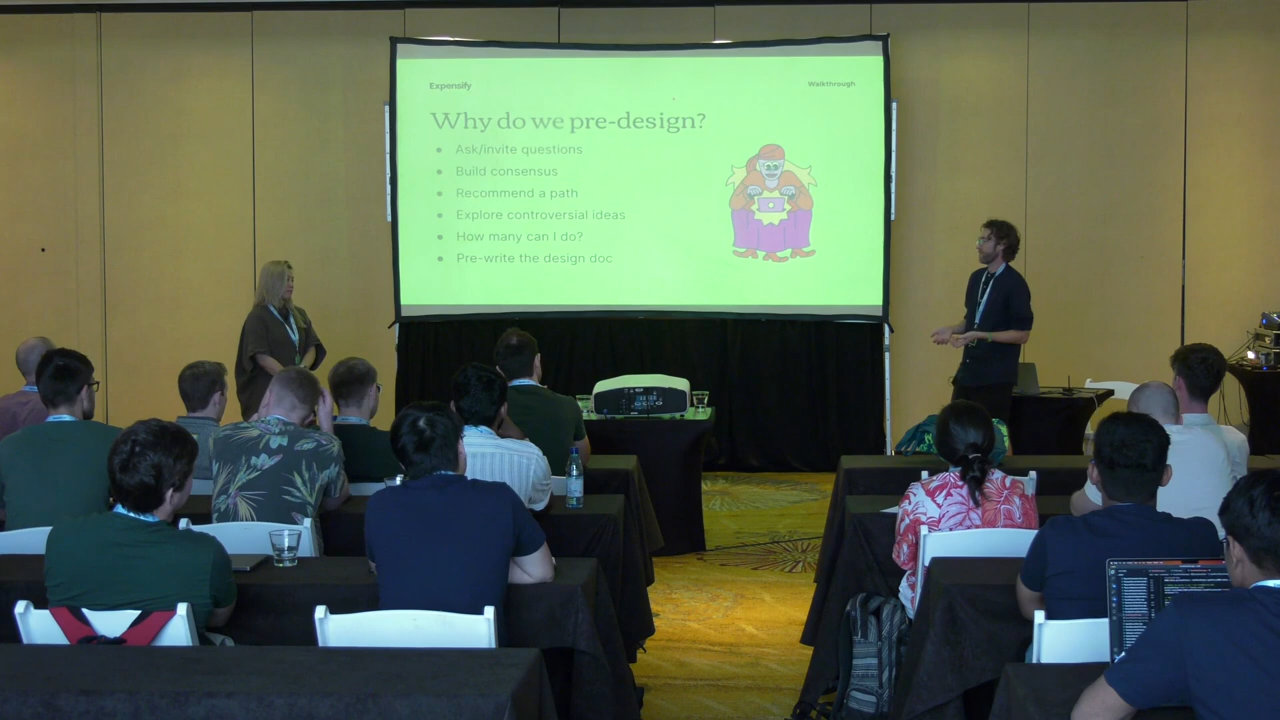 Expensify
Walkthrough
Why do we pre-design?
● Ask/invite questions
● Build consensus
● Recommend a path
● Explore controversial ideas
● How many can I do?
● Pre-write the design doc